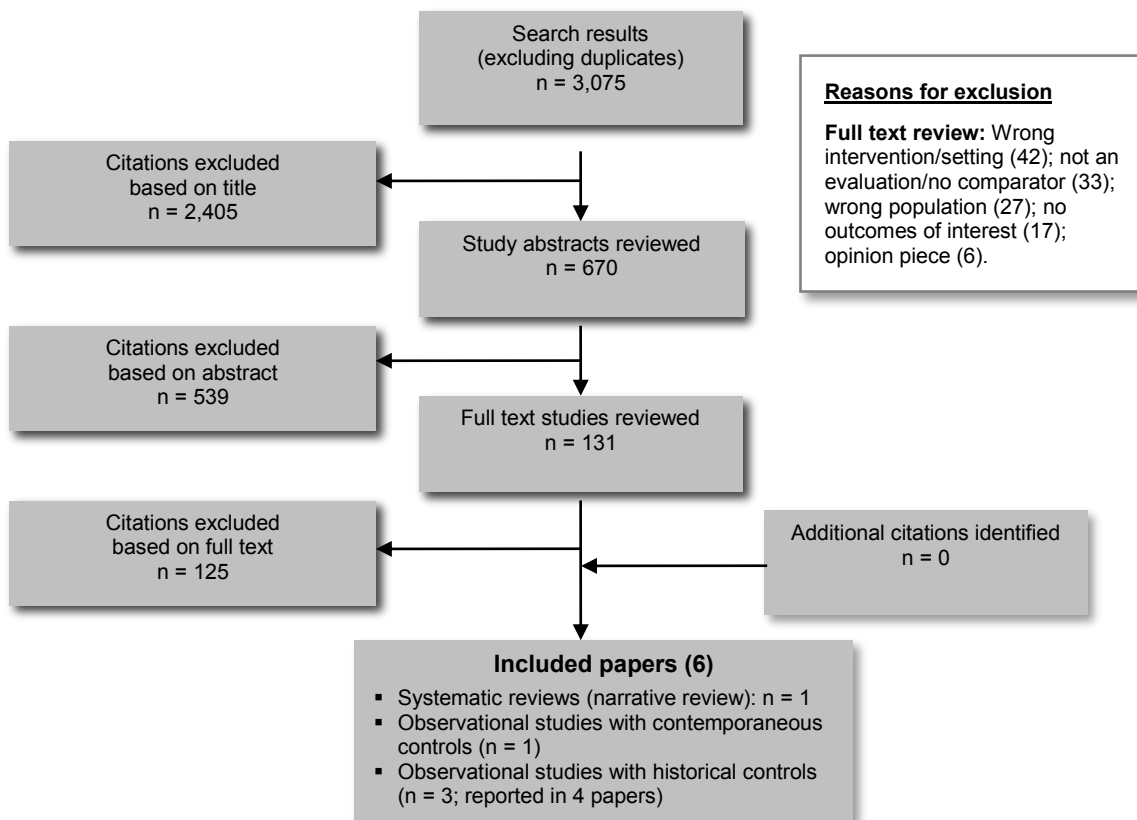 Search results
(excluding duplicates)
n = 3,075
Reasons for exclusion
Full text review: Wrong
intervention/setting (42); not an
evaluation/no comparator (33);
wrong population (27); no
outcomes of interest (17);
opinion piece (6).
Citations excluded
based on title
n = 2,405
Study abstracts reviewed
n = 670
Citations excluded
based on abstract
n = 539
Full text studies reviewed
n = 131
Citations excluded
based on full text
n = 125
Additional citations identified
n = 0
Included papers (6)
▪ Systematic reviews (narrative review): n = 1
▪ Observational studies with contemporaneous
controls (n = 1)
▪ Observational studies with historical controls
(n = 3; reported in 4 papers)